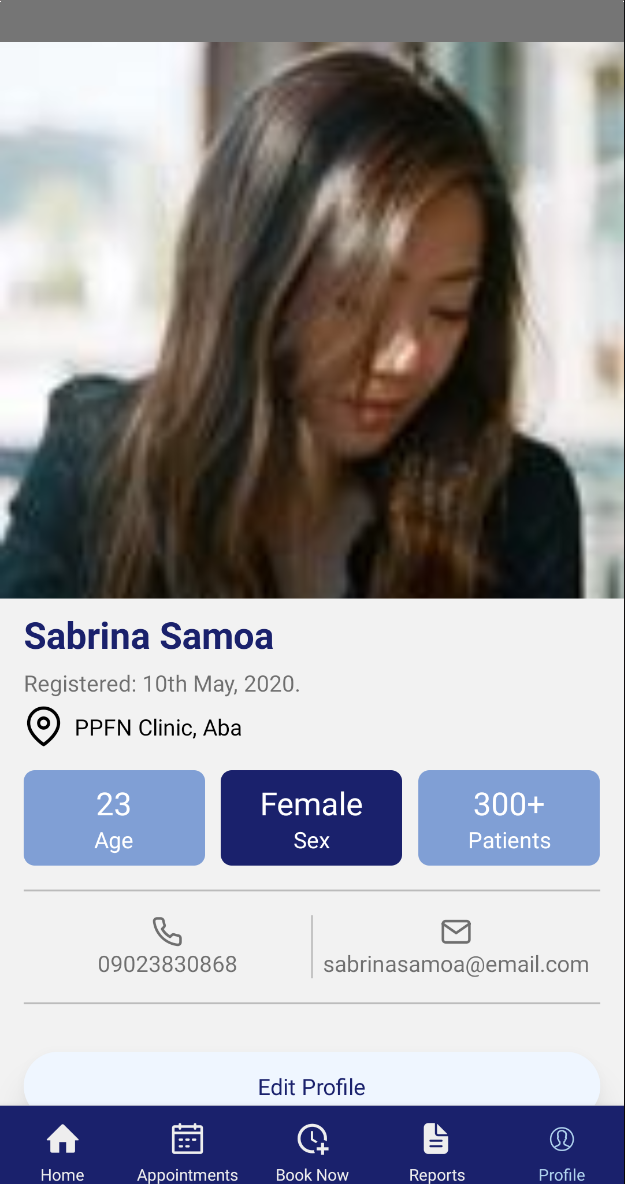 Sabrina Samoa
Registered: 10th May, 2020.
PPFN Clinic, Aba
23 Female 300+
Age Sex Patients
09023830868 sabrinasamoa@email.com
Edit Profile
Home Appointments Book Now Reports Profile